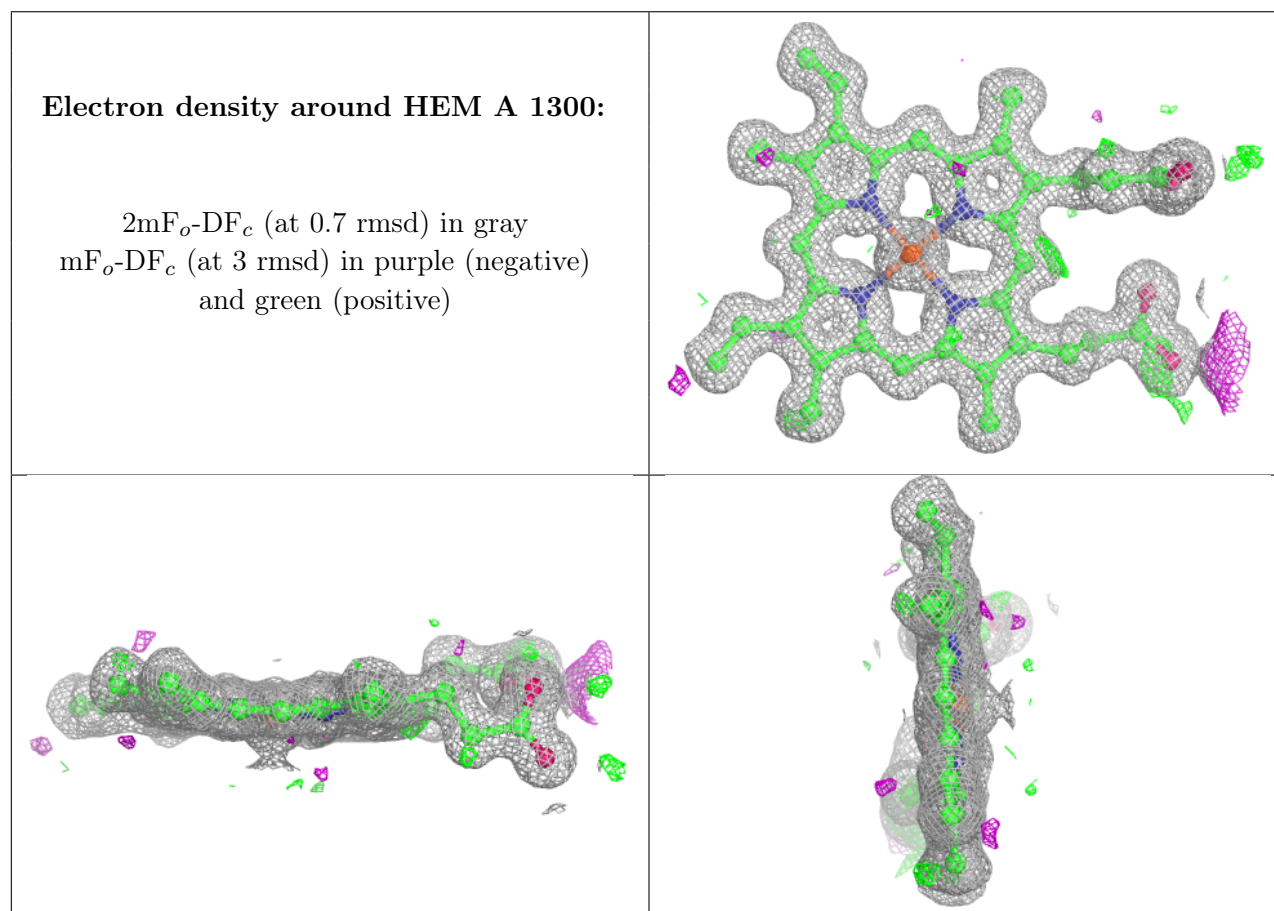 Electron density around HEM A 1300:
2mFₒ-DF𝒸 (at 0.7 rmsd) in gray
mFₒ-DF𝒸 (at 3 rmsd) in purple (negative)
and green (positive)